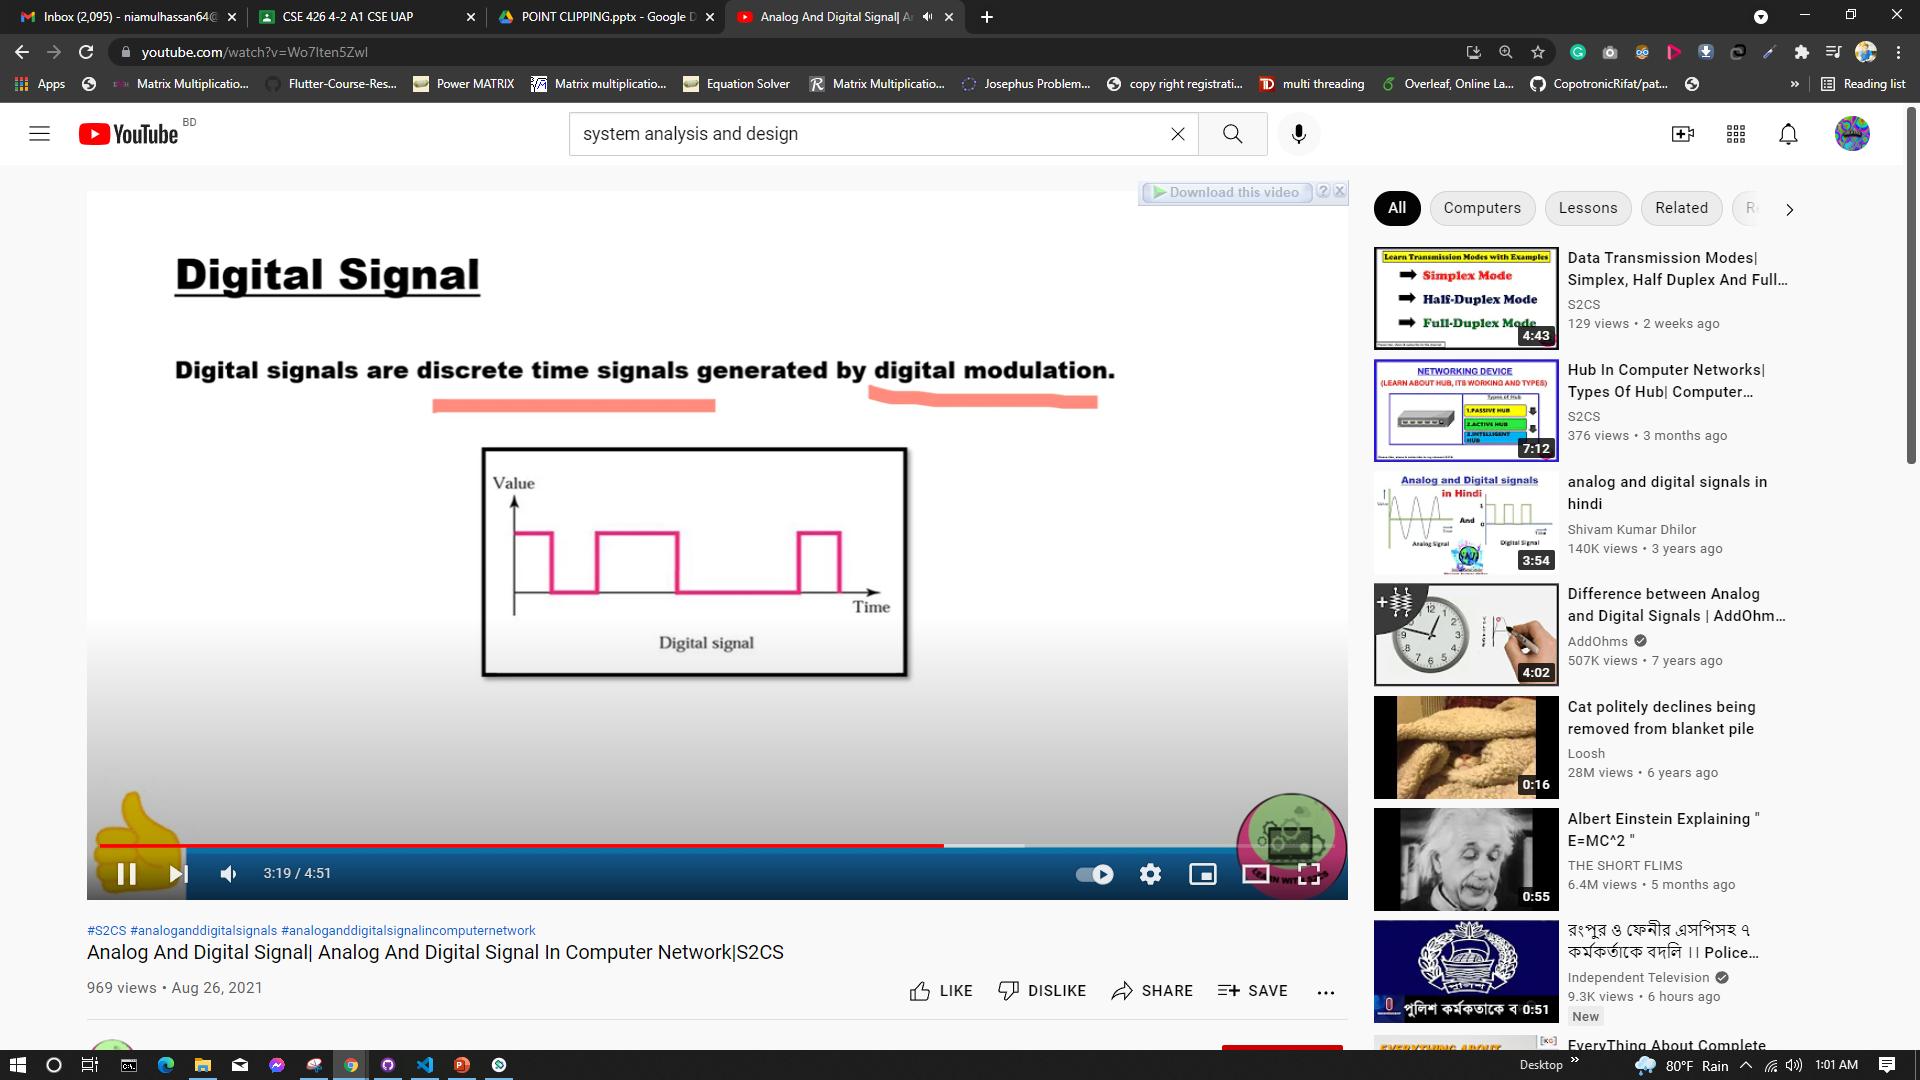 Inbox (2,095) - niamulhassan64@
CSE 426 4-2 A1 CSE UAP
POINT CLIPPING.pptx - Google D
Analog And Digital Signal| A
youtube.com/watch?v=Wo7Iten5ZwI
Apps
Matrix Multiplicatio...
Flutter-Course-Res...
Power MATRIX
Matrix multiplicatio...
Equation Solver
Matrix Multiplicatio...
Josephus Problem...
copy right registrati...
multi threading
Overleaf, Online La...
CopotronicRifat/pat...
Reading list
YouTube BD
system analysis and design
Download this video
Digital Signal
Digital signals are discrete time signals generated by digital modulation.
Value
Time
Digital signal
3:19 / 4:51
#S2CS #analoganddigitalsignals #analoganddigitalsignalincomputernetwork
Analog And Digital Signal| Analog And Digital Signal In Computer Network|S2CS
969 views • Aug 26, 2021
LIKE
DISLIKE
SHARE
SAVE
All
Computers
Lessons
Related
Learn Transmission Modes with Examples
Simplex Mode
Half-Duplex Mode
Full-Duplex Mode
4:43
Data Transmission Modes|
Simplex, Half Duplex And Full...
S2CS
129 views • 2 weeks ago
NETWORKING DEVICE
(LEARN ABOUT HUB, ITS WORKING AND TYPES)
Types of Hub
1.PASSIVE HUB
2.ACTIVE HUB
3.INTELLIGENT
HUB
7:12
Hub In Computer Networks|
Types Of Hub| Computer...
S2CS
376 views • 3 months ago
Analog and Digital signals
in Hindi
And
Analog Signal
Digital Signal
3:54
analog and digital signals in
hindi
Shivam Kumar Dhilor
140K views • 3 years ago
4:02
Difference between Analog
and Digital Signals | AddOhm...
AddOhms
507K views • 7 years ago
0:16
Cat politely declines being
removed from blanket pile
Loosh
28M views • 6 years ago
0:55
Albert Einstein Explaining "
E=MC^2 "
THE SHORT FLIMS
6.4M views • 5 months ago
পুলিশ কর্মকতাকে ব
0:51
রংপুর ও ফেনীর এসপিসহ ৭
কর্মকর্তাকে বদলি ।। Police...
Independent Television
9.3K views • 6 hours ago
New
EveryThing About Complete
Desktop
80°F Rain
1:01 AM